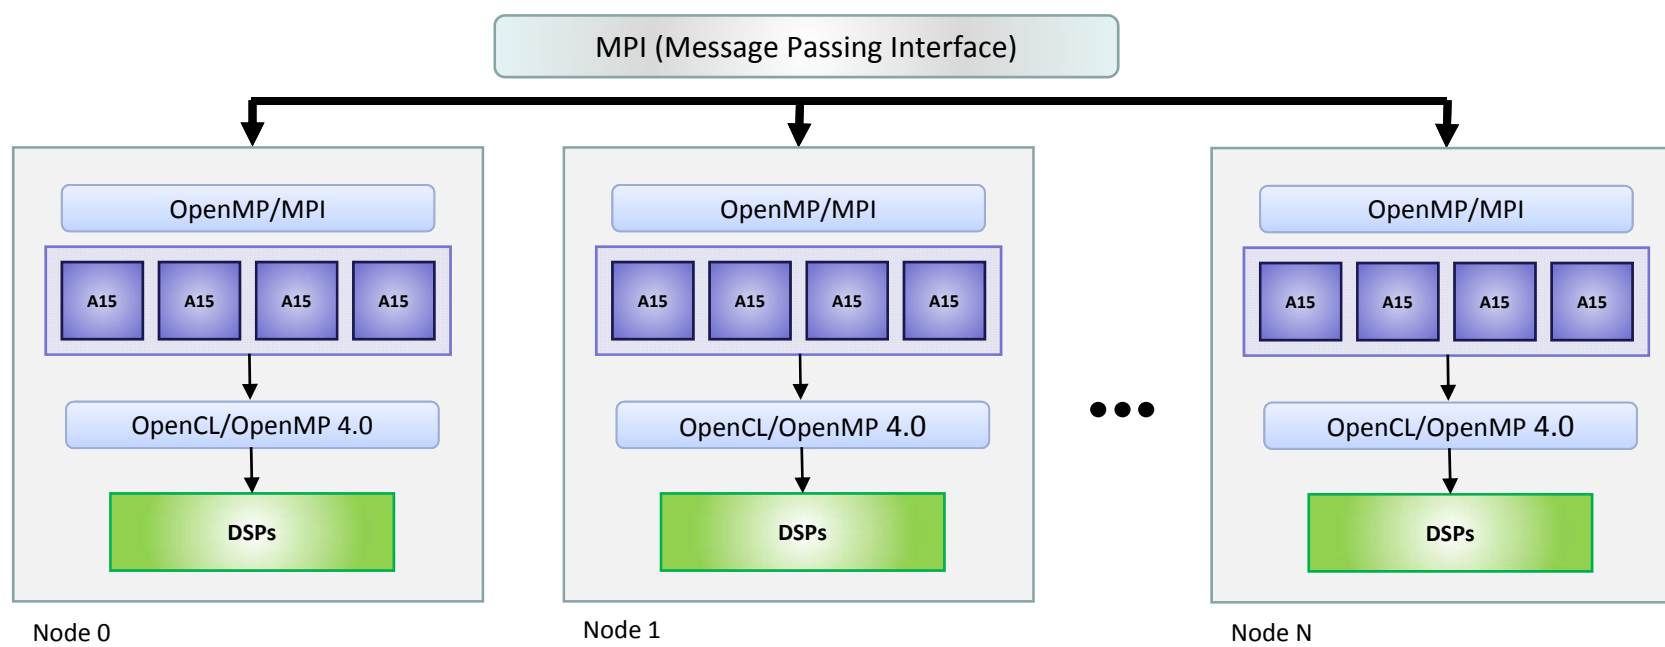 MPI (Message Passing Interface)
OpenMP/MPI
A15 A15 A15 A15
OpenCL/OpenMP 4.0
DSPs
Node 0
OpenMP/MPI
A15 A15 A15 A15
OpenCL/OpenMP 4.0
DSPs
Node 1
OpenMP/MPI
A15 A15 A15 A15
OpenCL/OpenMP 4.0
DSPs
Node N